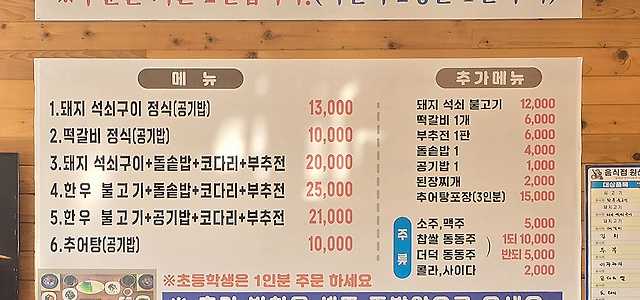 메 뉴
1.돼지 석쇠구이 정식(공기밥) 13,000
2.떡갈비 정식(공기밥) 10,000
3.돼지 석쇠구이+돌솥밥+코다리+부추전 20,000
4.한우 불고기+돌솥밥+코다리+부추전 25,000
5.한우 불고기+공기밥+코다리+부추전 21,000
6.추어탕(공기밥) 10,000
※초등학생은 1인분 주문 하세요
추가메뉴
돼지 석쇠 불고기 12,000
떡갈비 1개 6,000
부추전 1판 6,000
돌솥밥 1 4,000
공기밥 1 1,000
된장찌개 2,000
추어탕포장(3인분) 15,000
주류
소주,맥주 5,000
찹쌀 동동주 1되 10,000
더덕 동동주 반되 5,000
콜라,사이다 2,000
음식점 원산
대상품목